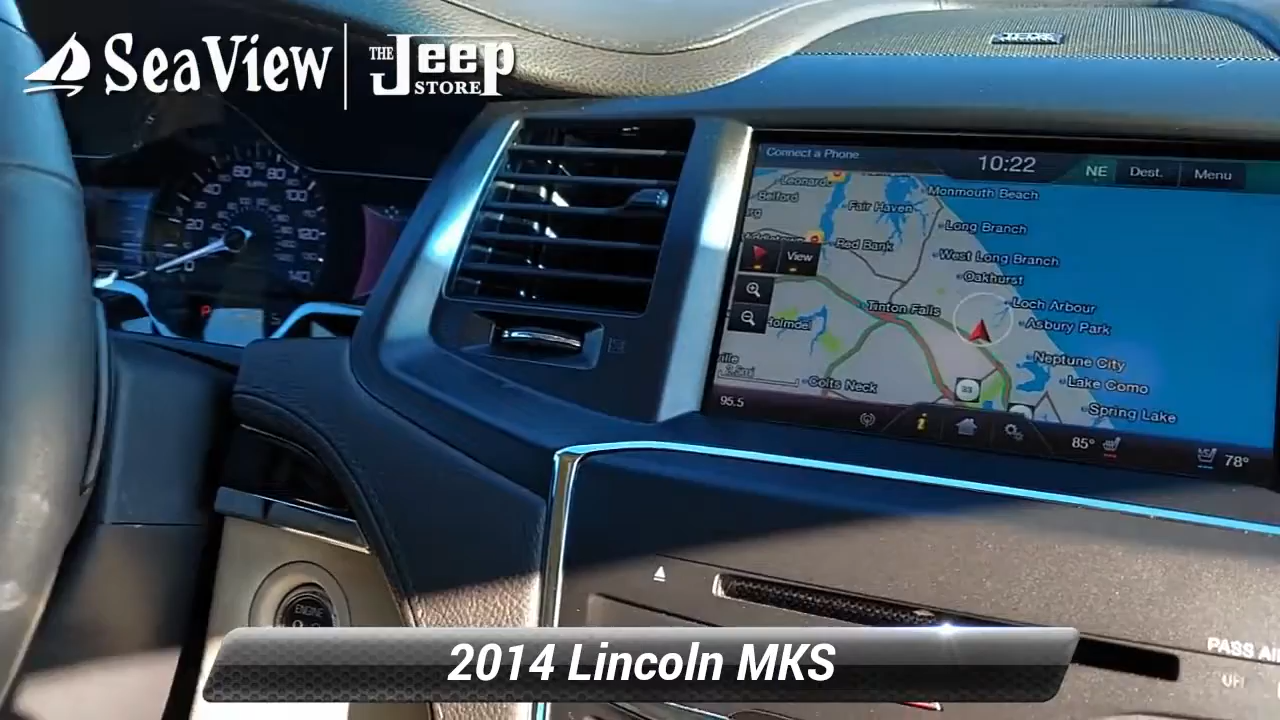 SeaView
THE Jeep
STORE
Connect a Phone
10:22
NE
Dest.
Menu
Leonardo
Monmouth Beach
Belford
Fair Haven
Long Branch
Red Bank
View
West Long Branch
Oakhurst
Loch Arbour
Tinton Falls
Asbury Park
Holmdel
Neptune City
Lake Como
Colts Neck
Spring Lake
95.5
85°
78°
0
20
40
60
80
100
120
140
MPH
P
S
ENGINE
PASS AI
2014 Lincoln MKS